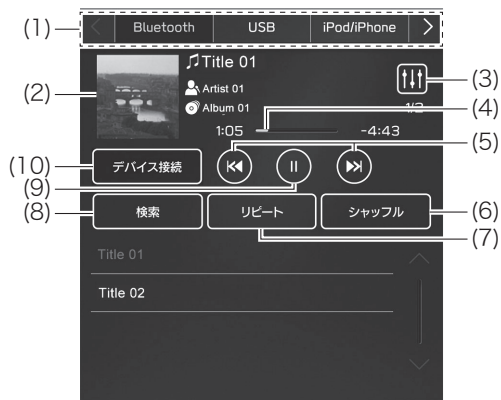 (1)
Bluetooth USB iPod/iPhone
(2)
Title 01
Artist 01
Album 01
(3)
1/2
(4)
1:05 -4:43
(5)
(10)
デバイス接続
(9)
(8)
検索 リピート シャッフル
(6)
(7)
Title 01
Title 02